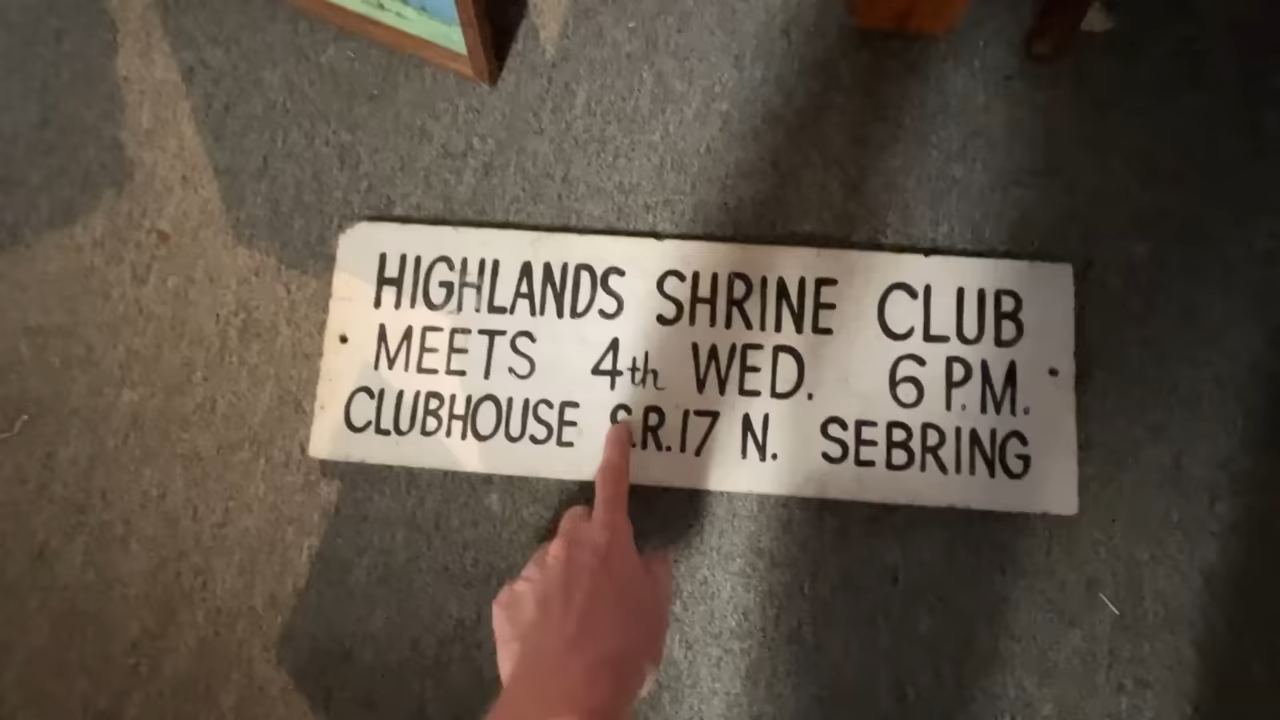 HIGHLANDS SHRINE CLUB
MEETS 4th WED. 6 P.M.
CLUBHOUSE S.R.17 N. SEBRING